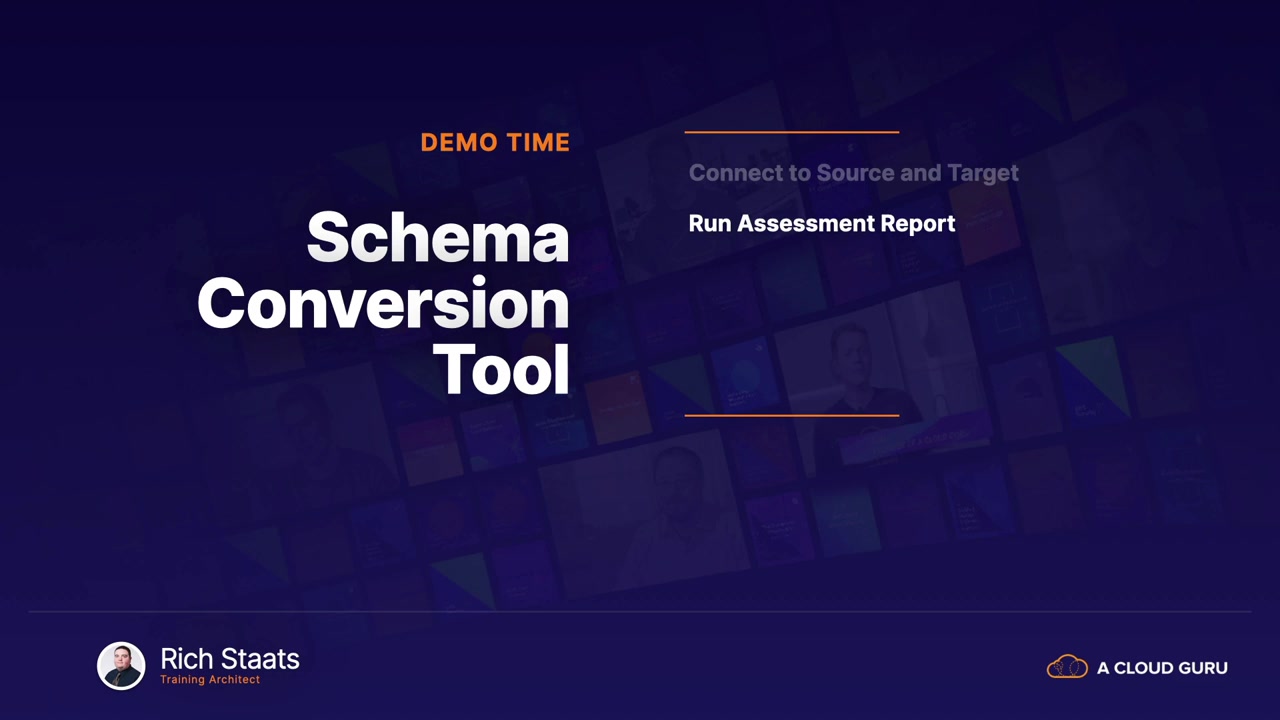 DEMO TIME
Schema
Conversion
Tool
Connect to Source and Target
Run Assessment Report
Rich Staats
Training Architect
A CLOUD GURU